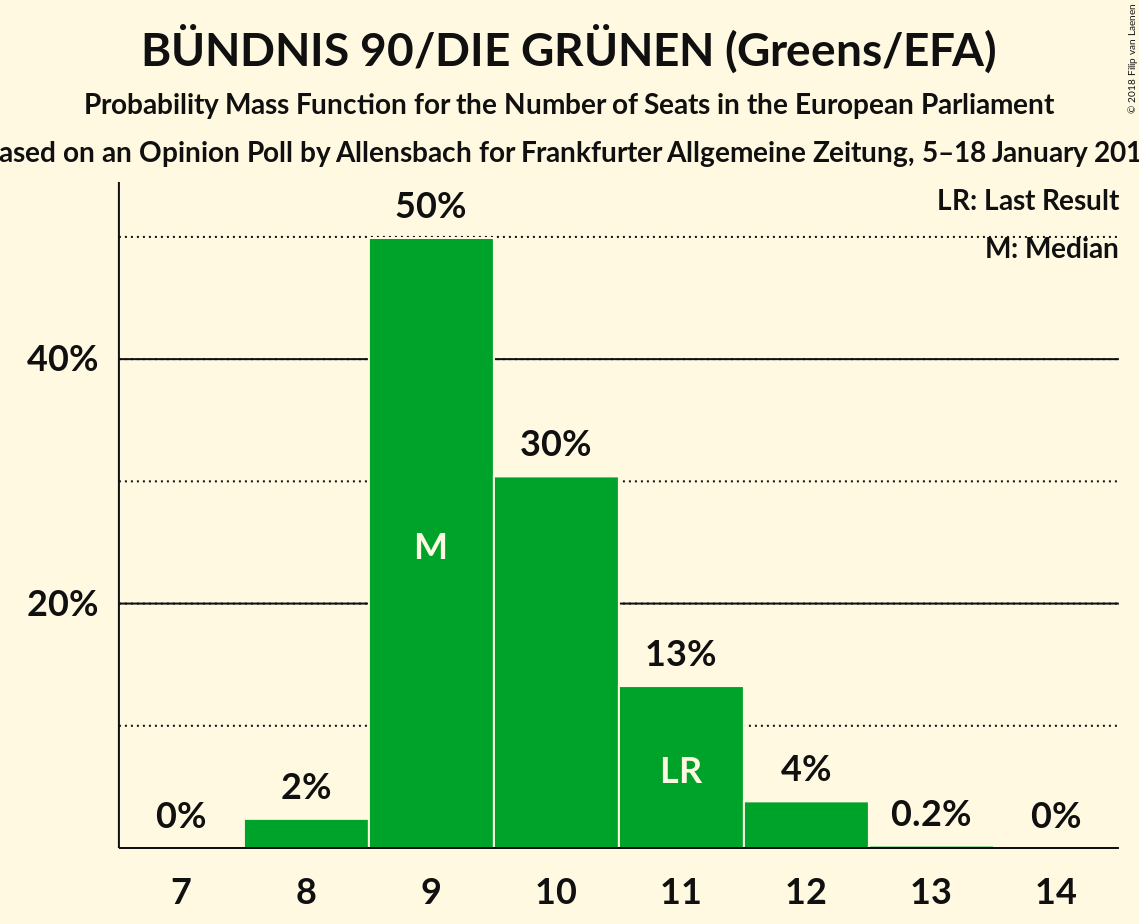 BÜNDNIS 90/DIE GRÜNEN (Greens/EFA)
Probability Mass Function for the Number of Seats in the European Parliament
ased on an Opinion Poll by Allensbach for Frankfurter Allgemeine Zeitung, 5–18 January 201
© 2018 Filip van Laenen
LR: Last Result
M: Median
50%
40%
30%
M
20%
13%
LR
0%
2%
4%
0.2%
0%
7 8 9 10 11 12 13 14